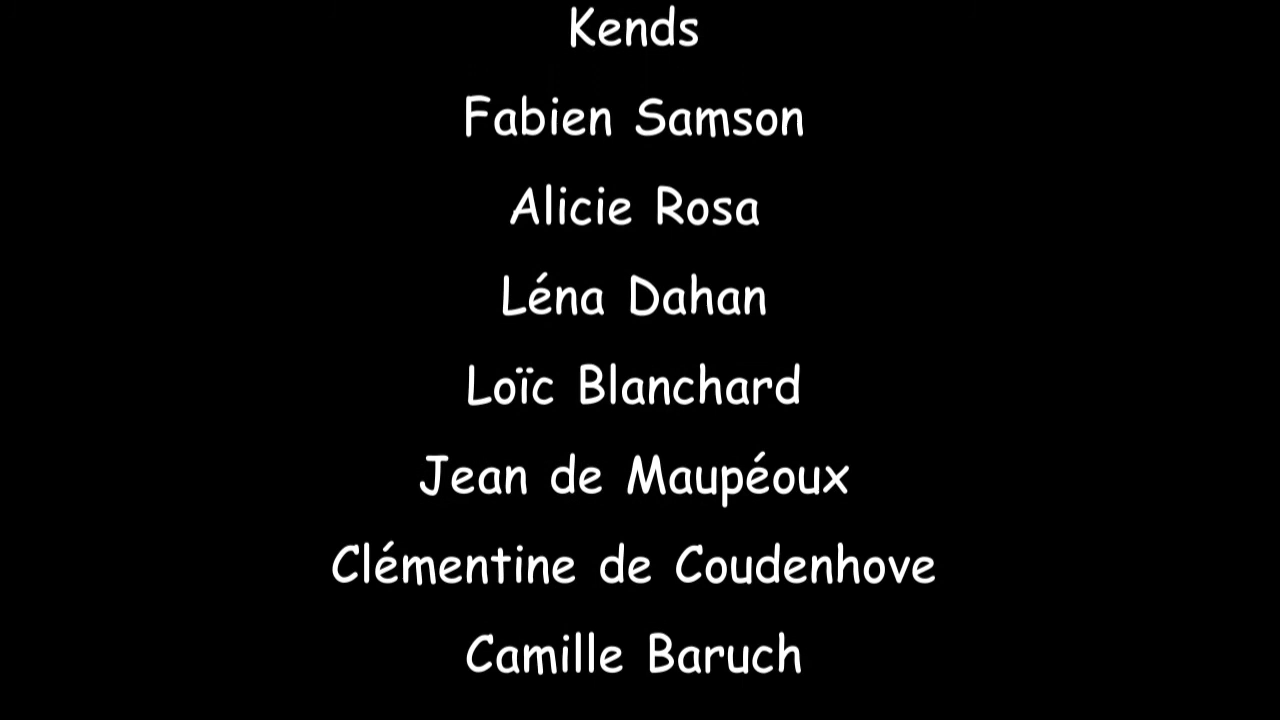 Kends
Fabien Samson
Alicie Rosa
Léna Dahan
Loïc Blanchard
Jean de Maupéoux
Clémentine de Coudenhove
Camille Baruch